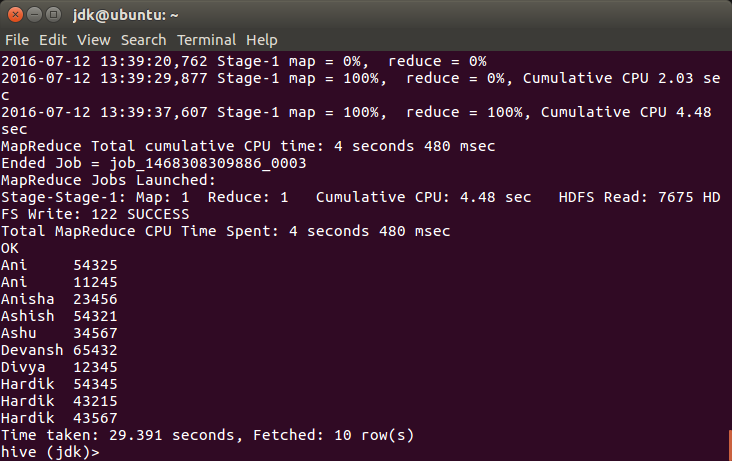 jdk@ubuntu: ~
File Edit View Search Terminal Help
2016-07-12 13:39:20,762 Stage-1 map = 0%,  reduce = 0%
2016-07-12 13:39:29,877 Stage-1 map = 100%,  reduce = 0%, Cumulative CPU 2.03 se
c
2016-07-12 13:39:37,607 Stage-1 map = 100%,  reduce = 100%, Cumulative CPU 4.48
sec
MapReduce Total cumulative CPU time: 4 seconds 480 msec
Ended Job = job_1468308309886_0003
MapReduce Jobs Launched:
Stage-Stage-1: Map: 1  Reduce: 1   Cumulative CPU: 4.48 sec   HDFS Read: 7675 HD
FS Write: 122 SUCCESS
Total MapReduce CPU Time Spent: 4 seconds 480 msec
OK
Ani     54325
Ani     11245
Anisha  23456
Ashish  54321
Ashu    34567
Devansh 65432
Divya   12345
Hardik  54345
Hardik  43215
Hardik  43567
Time taken: 29.391 seconds, Fetched: 10 row(s)
hive (jdk)>